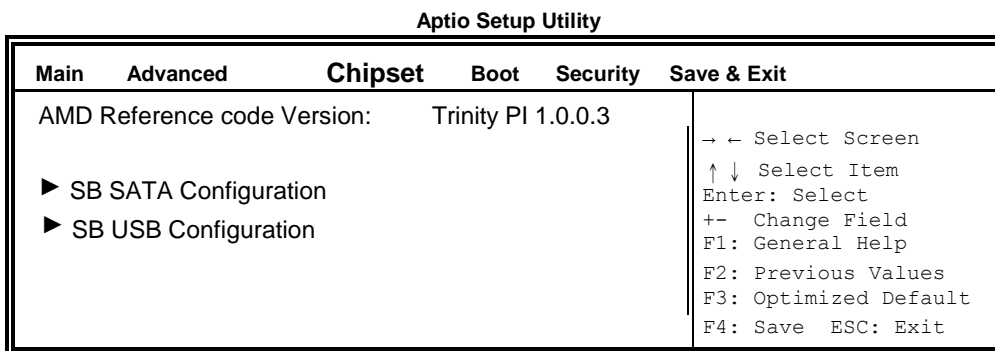 Aptio Setup Utility
Main Advanced Chipset Boot Security Save & Exit
AMD Reference code Version: Trinity PI 1.0.0.3
► SB SATA Configuration
► SB USB Configuration
→ ← Select Screen
↑ ↓ Select Item
Enter: Select
+- Change Field
F1: General Help
F2: Previous Values
F3: Optimized Default
F4: Save ESC: Exit